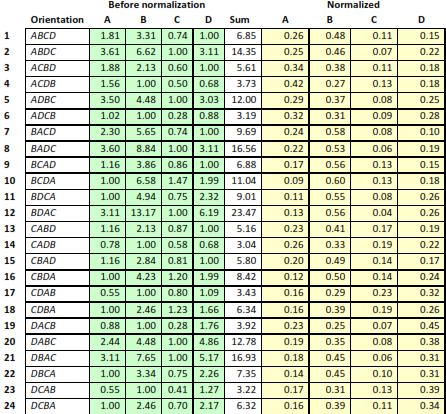 Before normalization Normalized
Orientation A B C D Sum A B C D
1 ABCD 1.81 3.31 0.74 1.00 6.85 0.26 0.48 0.11 0.15
2 ABDC 3.61 6.62 1.00 3.11 14.35 0.25 0.46 0.07 0.22
3 ACBD 1.88 2.13 0.60 1.00 5.61 0.34 0.38 0.11 0.18
4 ACDB 1.56 1.00 0.50 0.68 3.73 0.42 0.27 0.13 0.18
5 ADBC 3.50 4.48 1.00 3.03 12.00 0.29 0.37 0.08 0.25
6 ADCB 1.02 1.00 0.28 0.88 3.19 0.32 0.31 0.09 0.28
7 BACD 2.30 5.65 0.74 1.00 9.69 0.24 0.58 0.08 0.10
8 BADC 3.60 8.84 1.00 3.11 16.56 0.22 0.53 0.06 0.19
9 BCAD 1.16 3.86 0.86 1.00 6.88 0.17 0.56 0.13 0.15
10 BCDA 1.00 6.58 1.47 1.99 11.04 0.09 0.60 0.13 0.18
11 BDCA 1.00 4.94 0.75 2.32 9.01 0.11 0.55 0.08 0.26
12 BDAC 3.11 13.17 1.00 6.19 23.47 0.13 0.56 0.04 0.26
13 CABD 1.16 2.13 0.87 1.00 5.16 0.23 0.41 0.17 0.19
14 CADB 0.78 1.00 0.58 0.68 3.04 0.26 0.33 0.19 0.22
15 CBAD 1.16 2.84 0.81 1.00 5.80 0.20 0.49 0.14 0.17
16 CBDA 1.00 4.23 1.20 1.99 8.42 0.12 0.50 0.14 0.24
17 CDAB 0.55 1.00 0.80 1.09 3.43 0.16 0.29 0.23 0.32
18 CDBA 1.00 2.46 1.23 1.66 6.34 0.16 0.39 0.19 0.26
19 DACB 0.88 1.00 0.28 1.76 3.92 0.23 0.25 0.07 0.45
20 DABC 2.44 4.48 1.00 4.86 12.78 0.19 0.35 0.08 0.38
21 DBAC 3.11 7.65 1.00 5.17 16.93 0.18 0.45 0.06 0.31
22 DBCA 1.00 3.34 0.75 2.26 7.35 0.14 0.45 0.10 0.31
23 DCAB 0.55 1.00 0.41 1.27 3.22 0.17 0.31 0.13 0.39
24 DCBA 1.00 2.46 0.70 2.17 6.32 0.16 0.39 0.11 0.34